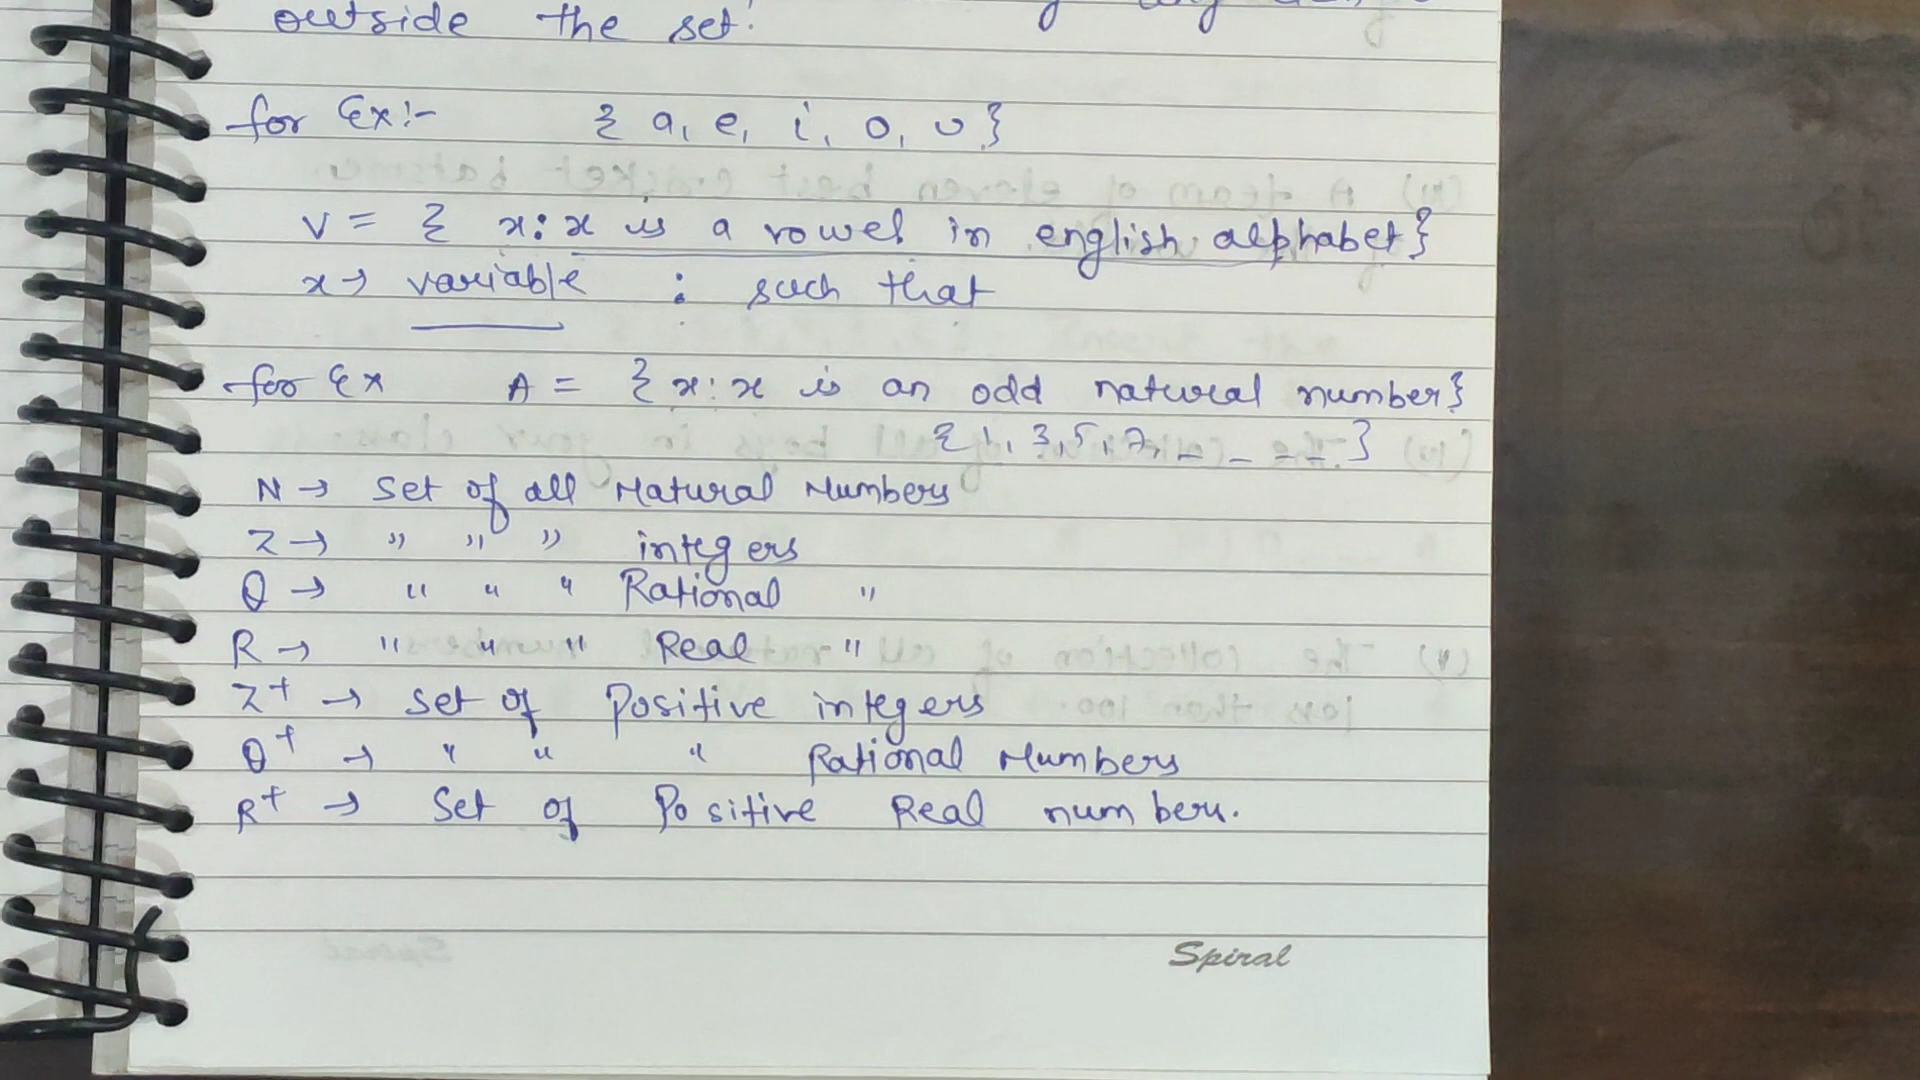 outside the set.
for Ex:- { a, e, i, o, u }
V = { x: x is a vowel in english alphabet}
x → variable : such that
for Ex A = { x: x is an odd natural number}
{ 1, 3, 5, 7, _ _ _ _ }
N → Set of all Natural Numbers
Z → " " " integers
Q → " " " Rational "
R → " " " Real "
Z+ → set of Positive integers
Q+ → " " " Rational Numbers
R+ → Set of Positive Real numbers.
Spiral